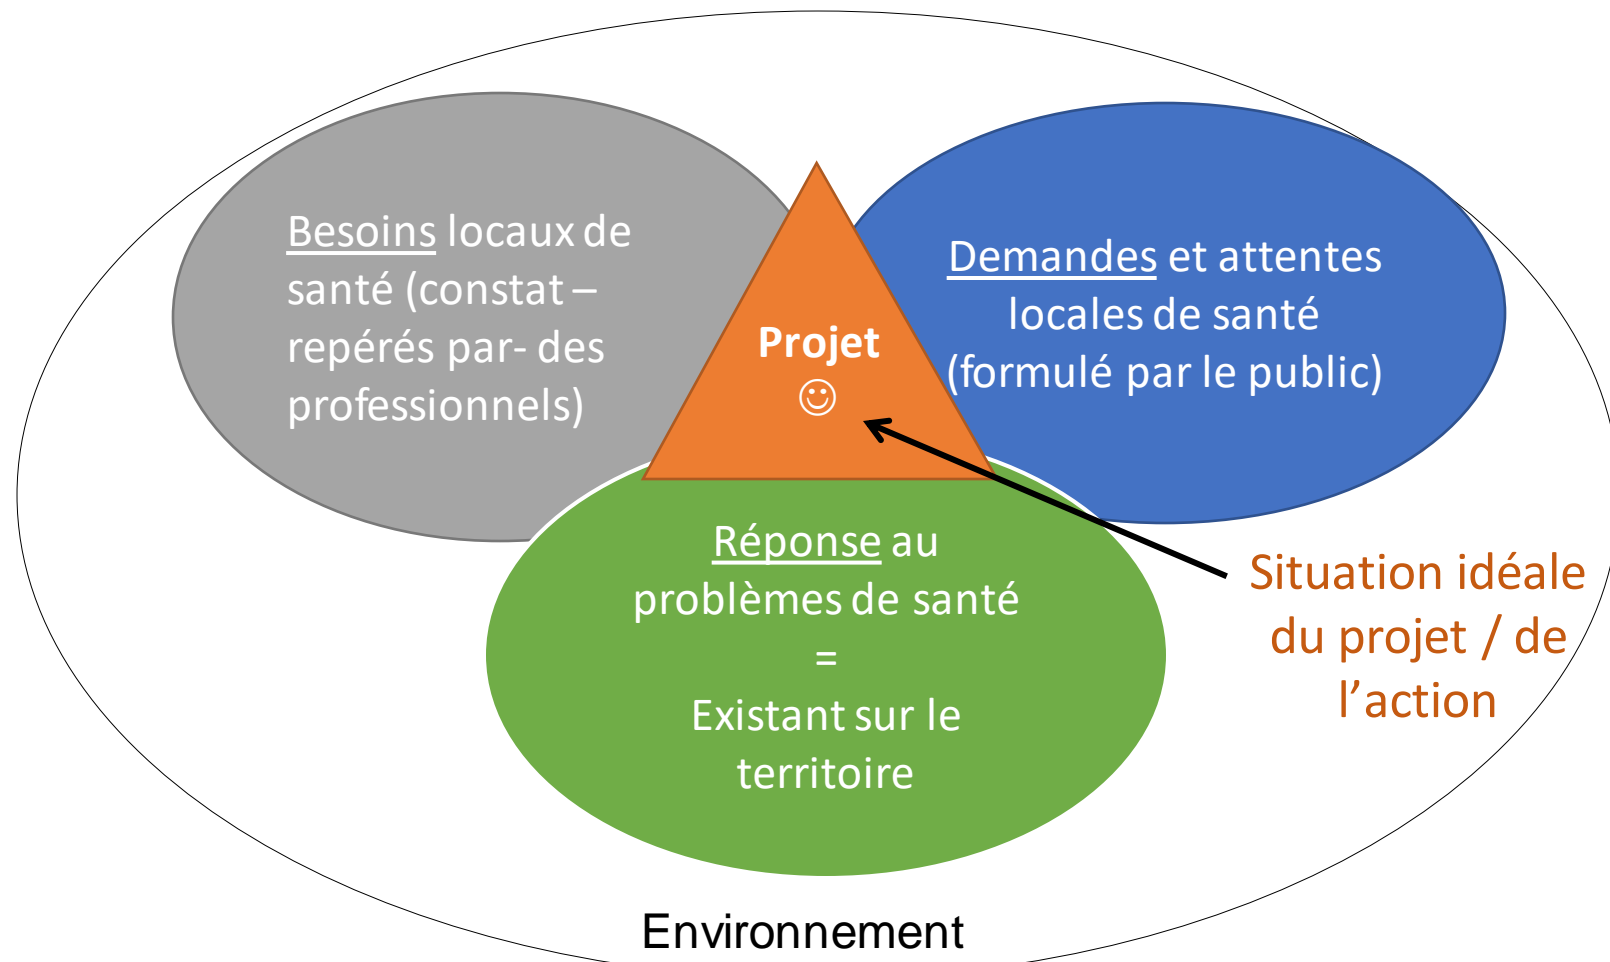 Besoins locaux de
santé (constat –
repérés par- des
professionnels)
Demandes et attentes
locales de santé
(formulé par le public)
Projet
☺
Réponse au
problèmes de santé
=
Existant sur le
territoire
Situation idéale
du projet / de
l’action
Environnement